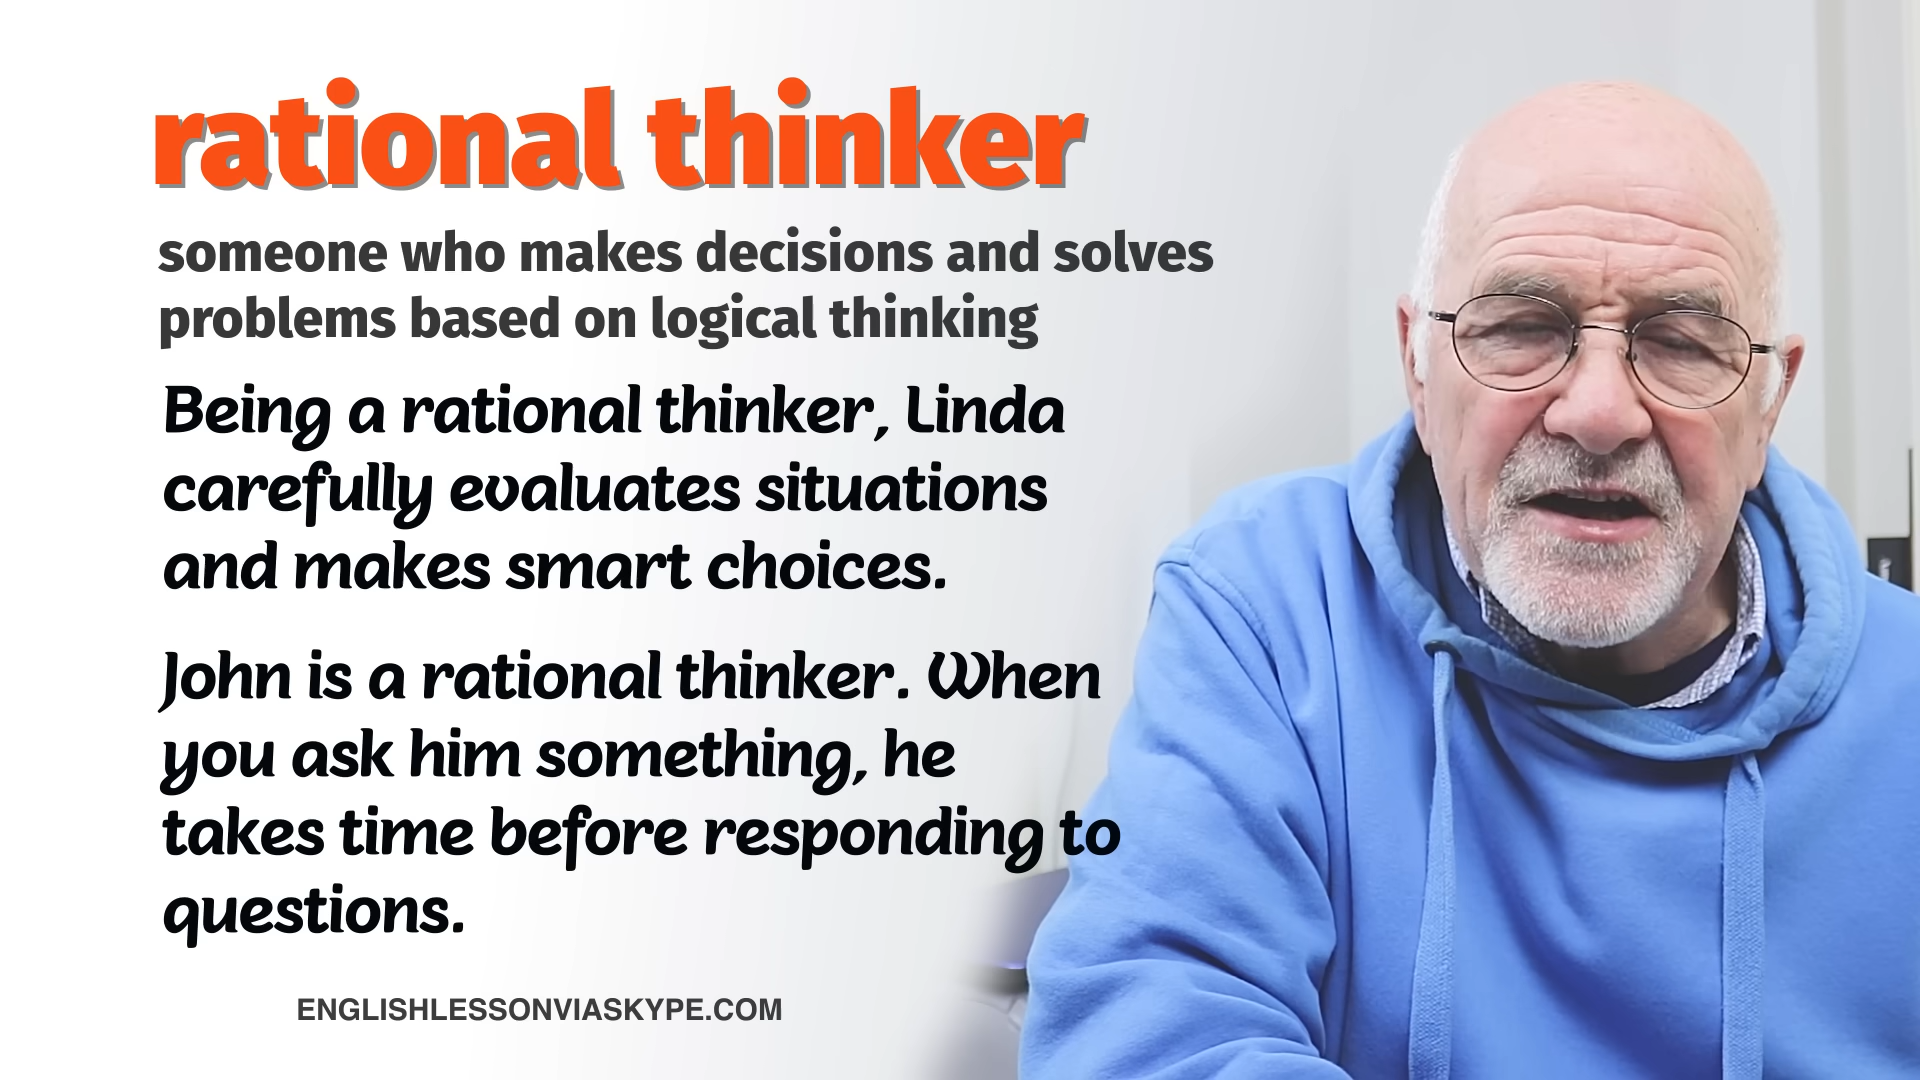 rational thinker
someone who makes decisions and solves
problems based on logical thinking
Being a rational thinker, Linda
carefully evaluates situations
and makes smart choices.
John is a rational thinker. When
you ask him something, he
takes time before responding to
questions.
ENGLISHLESSONVIASKYPE.COM